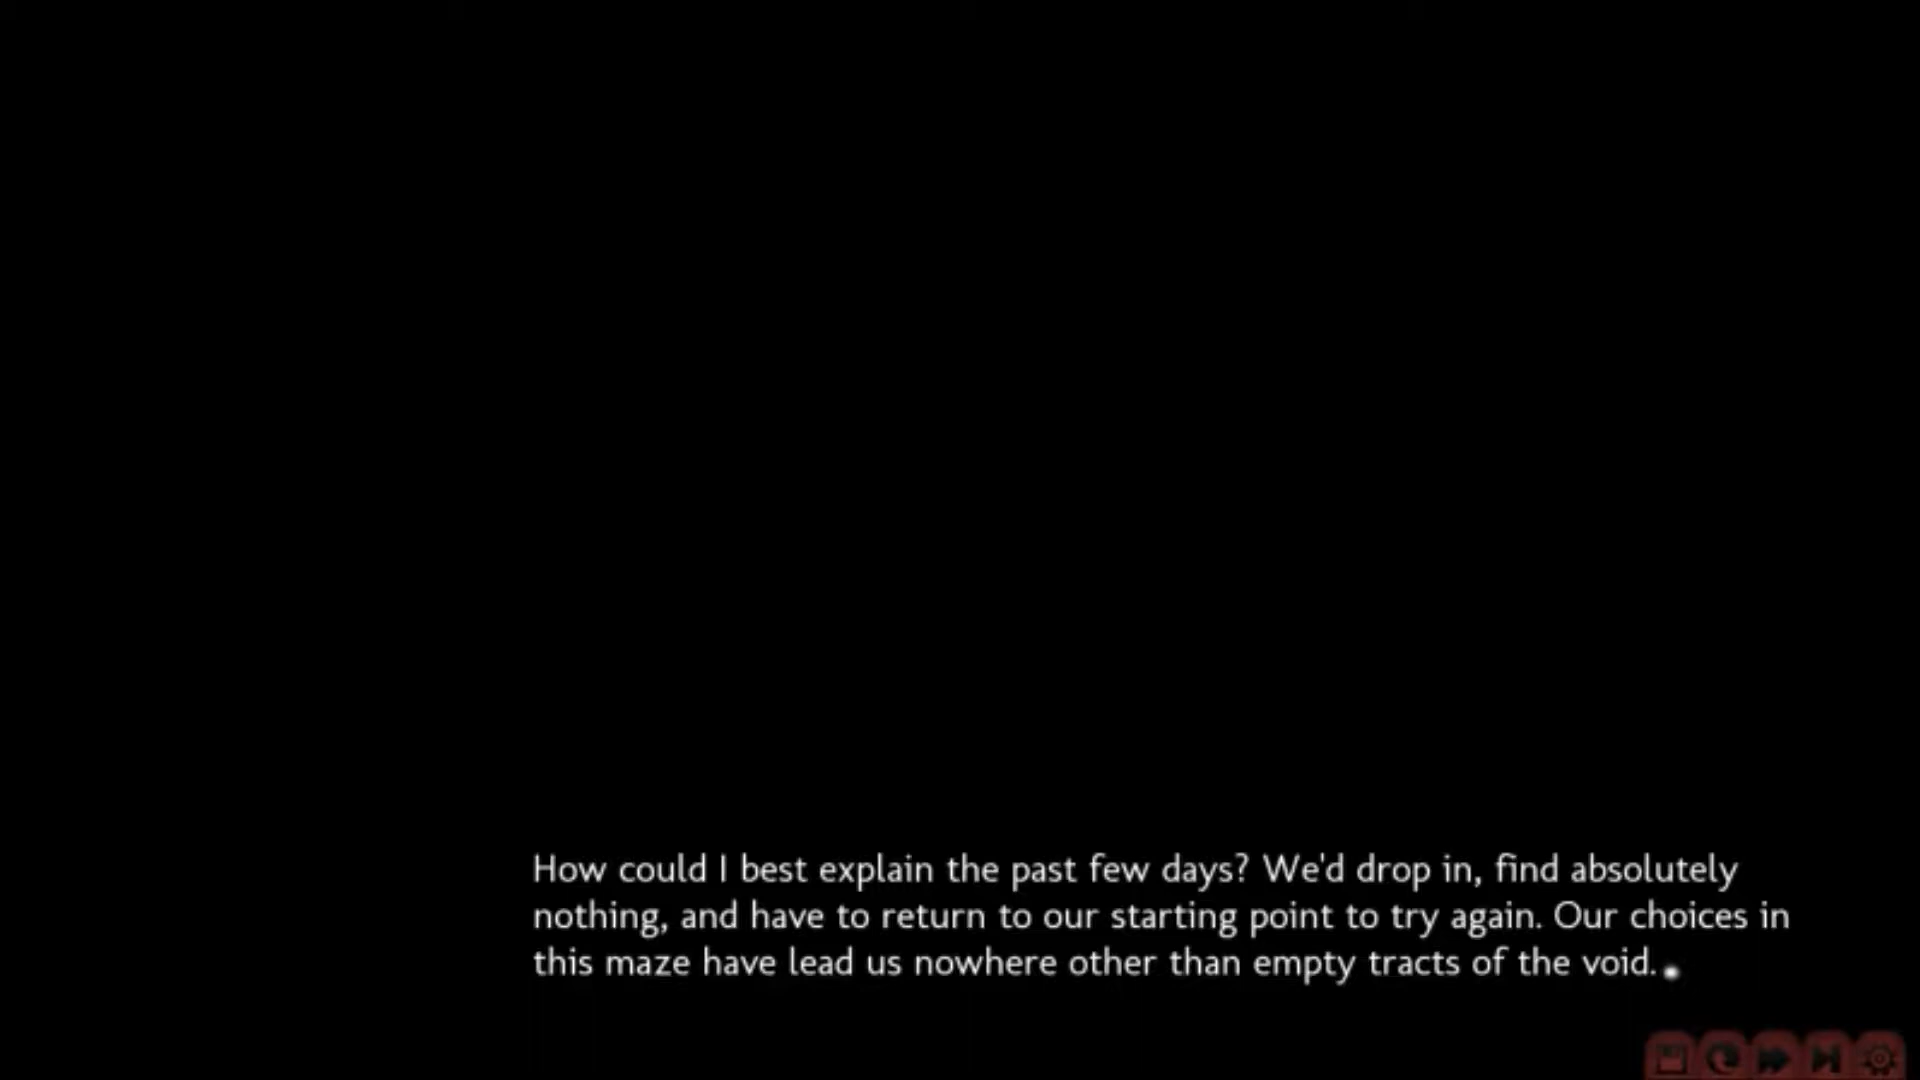 How could I best explain the past few days? We'd drop in, find absolutely
nothing, and have to return to our starting point to try again. Our choices in
this maze have lead us nowhere other than empty tracts of the void.